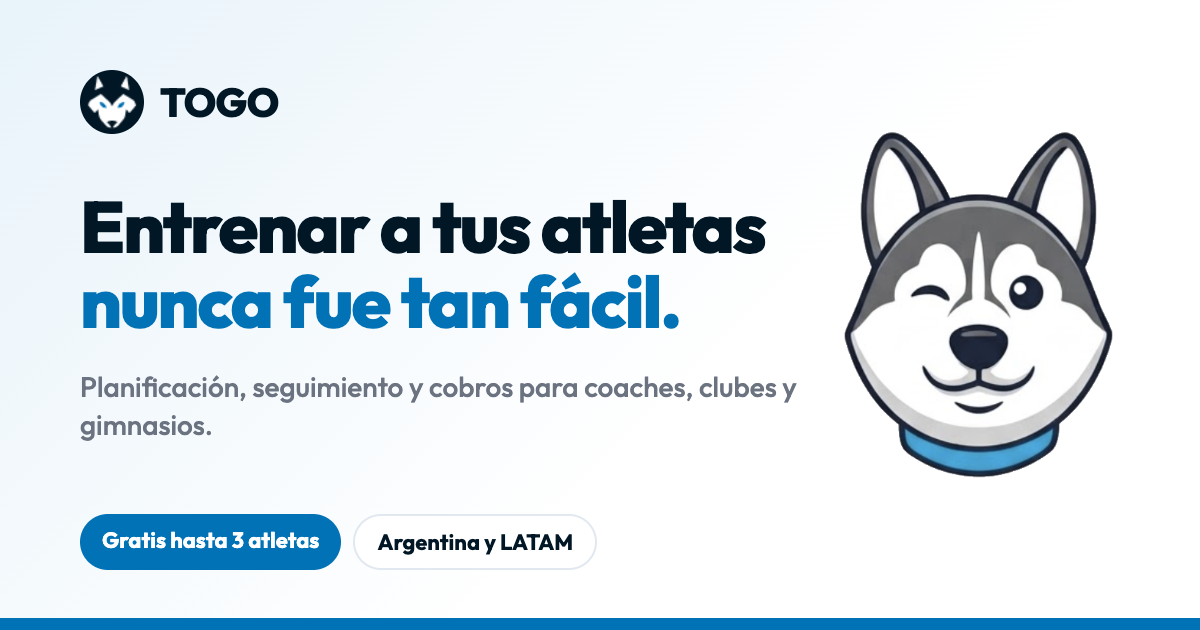 TOGO
Entrenar a tus atletas
nunca fue tan fácil.
Planificación, seguimiento y cobros para coaches, clubes y
gimnasios.
Gratis hasta 3 atletas
Argentina y LATAM